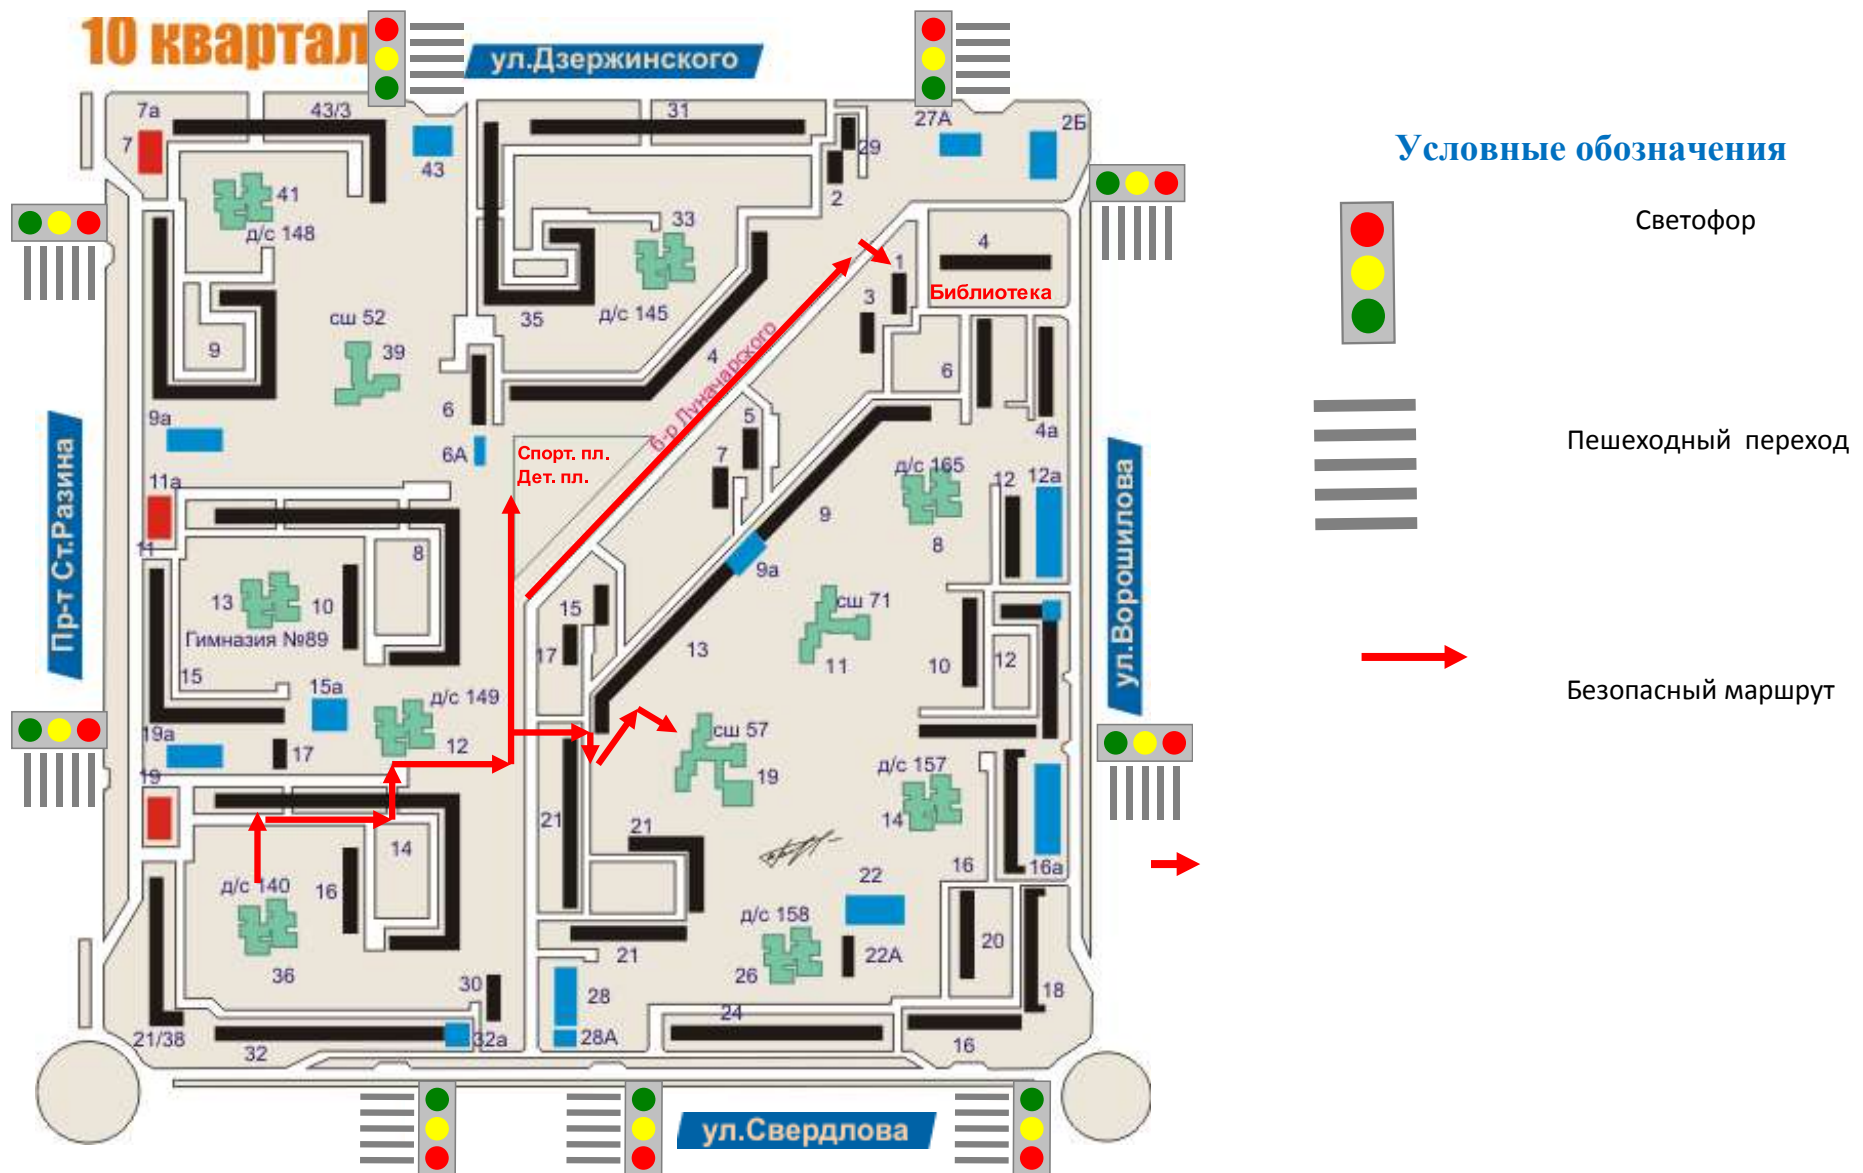 10 квартал
ул.Дзержинского
7а
43/3
31
27А
2Б
7
43
29
2
41
д/с 148
33
4
1
сш 52
35
д/с 145
3
Библиотека
9
39
4
6
б-р Луначарского
9а
6
5
4а
6А
Спорт. пл.
Дет. пл.
7
д/с 165
11а
12
12а
9
11
8
8
9а
13
10
15
сш 71
Гимназия №89
17
13
11
10
12
15
15а
д/с 149
19а
17
12
сш 57
19
19
д/с 157
14
21
21
14
д/с 140
16
22
16
16а
д/с 158
21
22А
20
36
26
30
28
18
21/38
32
32а
28А
24
16
Пр-т Ст.Разина
ул.Ворошилова
ул.Свердлова
Условные обозначения
Светофор
Пешеходный переход
Безопасный маршрут